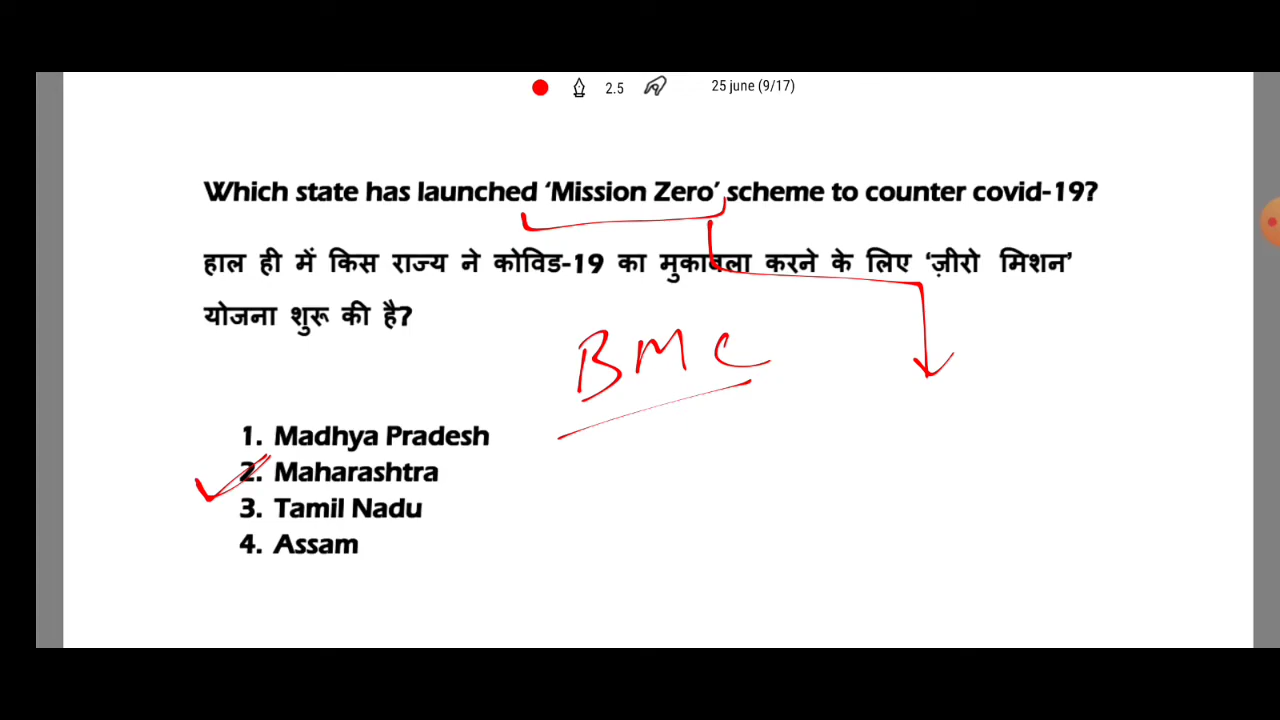 2.5 25 june (9/17)
Which state has launched ‘Mission Zero’ scheme to counter covid-19?
हाल ही में किस राज्य ने कोविड-19 का मुकाबला करने के लिए ‘ज़ीरो मिशन’
योजना शुरू की है?
BMC
1. Madhya Pradesh
2. Maharashtra
3. Tamil Nadu
4. Assam